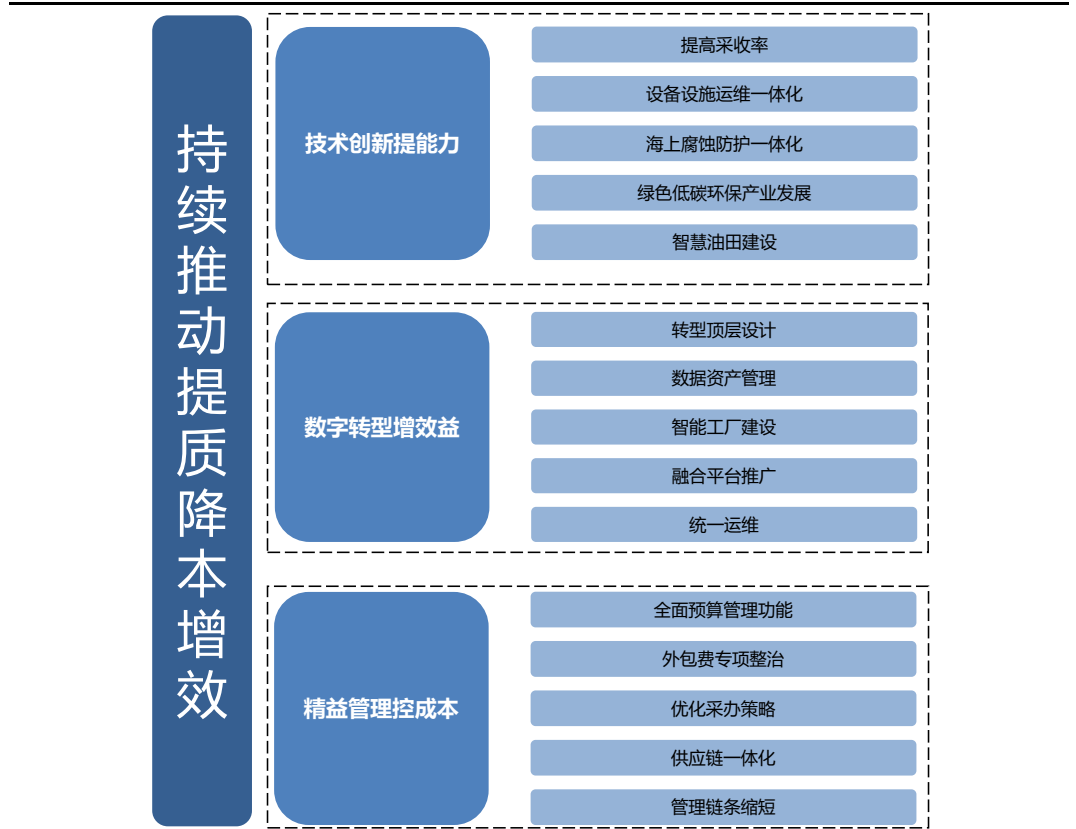 持续推动提质降本增效
技术创新提能力
提高采收率
设备设施运维一体化
海上腐蚀防护一体化
绿色低碳环保产业发展
智慧油田建设
数字转型增效益
转型顶层设计
数据资产管理
智能工厂建设
融合平台推广
统一运维
精益管理控成本
全面预算管理功能
外包费专项整治
优化采办策略
供应链一体化
管理链条缩短